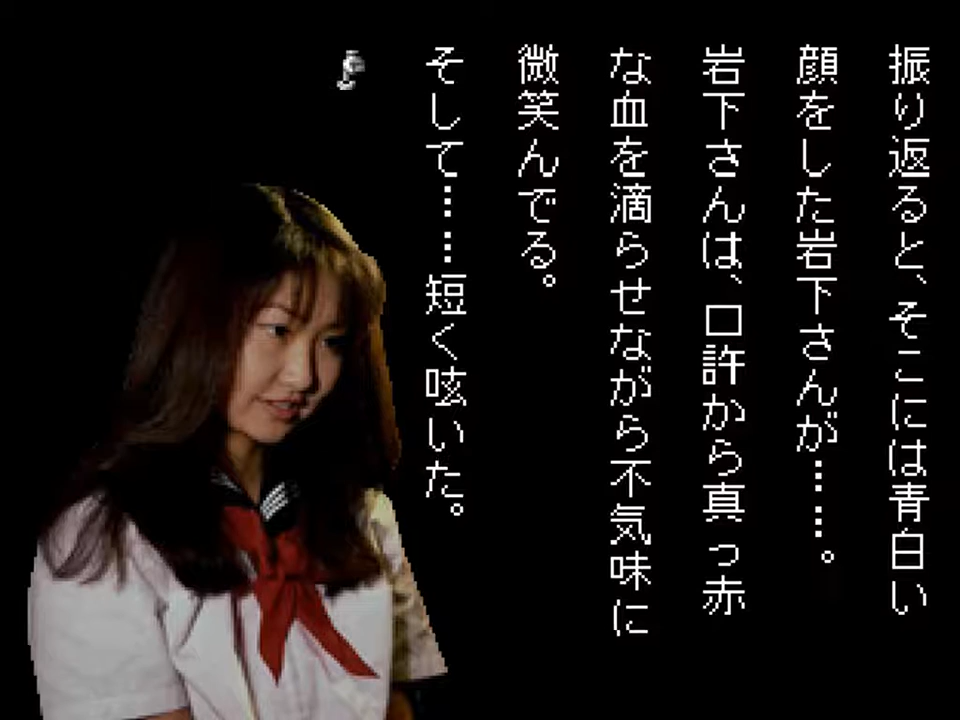 振り返ると、そこには青白い
顔をした岩下さんが……。
岩下さんは、口許から真っ赤
な血を滴らせながら不気味に
微笑んでる。
そして……短く呟いた。